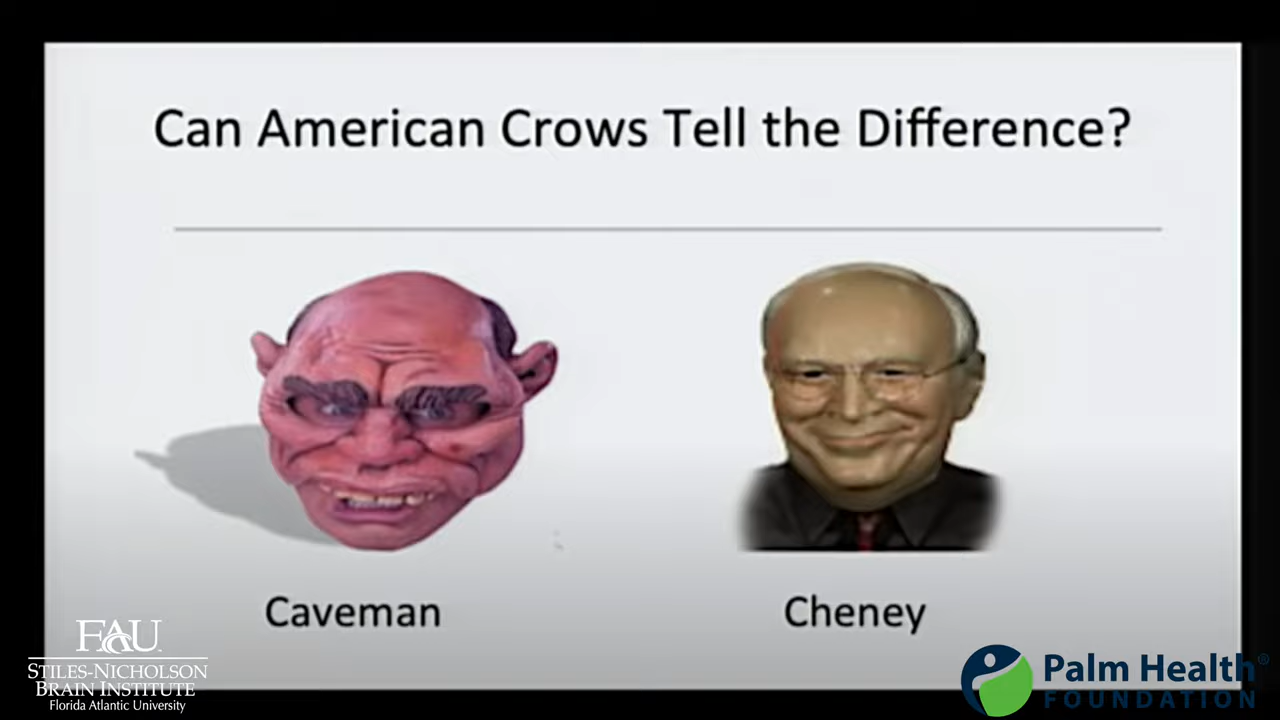 Can American Crows Tell the Difference?
Caveman
Cheney
FAU
STILES-NICHOLSON
BRAIN INSTITUTE
Florida Atlantic University
Palm Health®
FOUNDATION